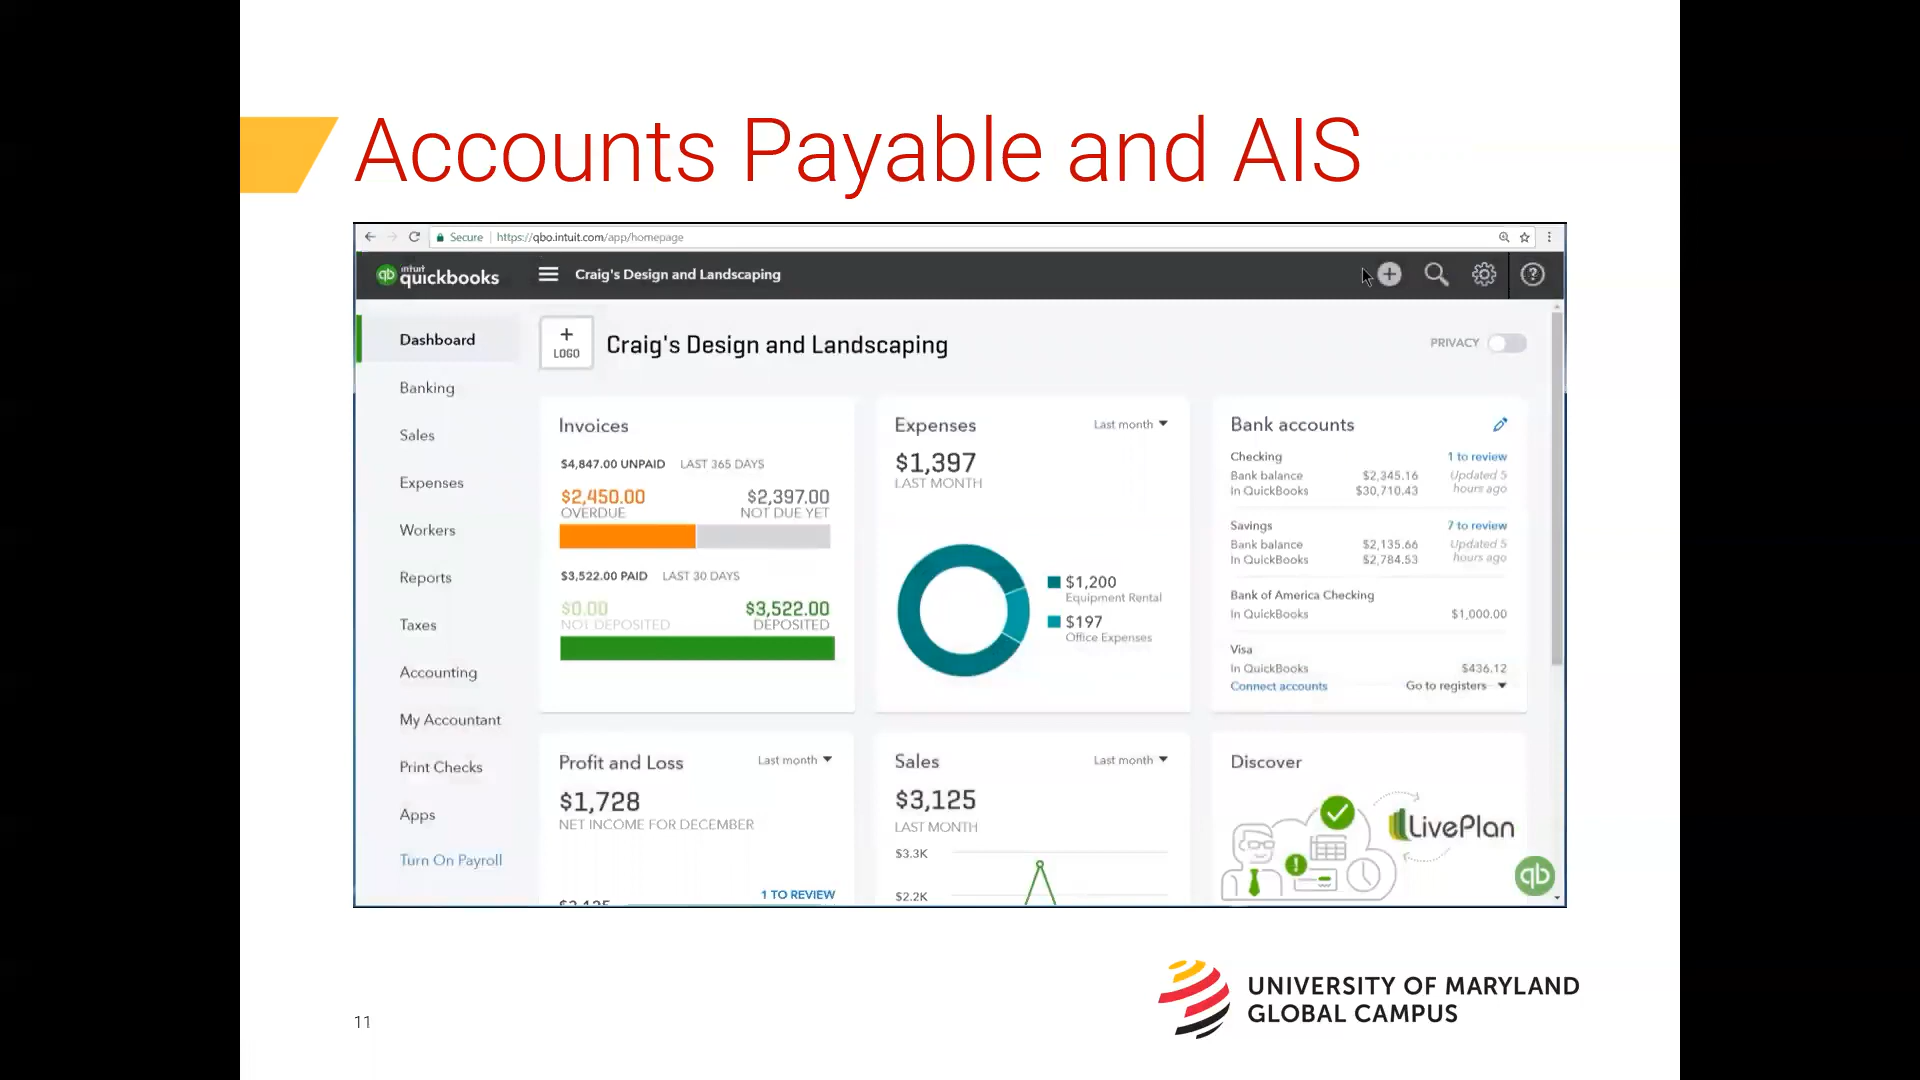 Accounts Payable and AIS
Secure | https://qbo.intuit.com/app/homepage
intuit
qb quickbooks
Craig's Design and Landscaping
Dashboard
Banking
Sales
Expenses
Workers
Reports
Taxes
Accounting
My Accountant
Print Checks
Apps
Turn On Payroll
+
LOGO
Craig's Design and Landscaping
PRIVACY
Invoices
$4,847.00 UNPAID LAST 365 DAYS
$2,450.00 $2,397.00
OVERDUE NOT DUE YET
$3,522.00 PAID LAST 30 DAYS
$0.00 $3,522.00
NOT DEPOSITED DEPOSITED
Expenses Last month
$1,397
LAST MONTH
$1,200
Equipment Rental
$197
Office Expenses
Bank accounts
Checking 1 to review
Bank balance $2,345.16 Updated 5
In QuickBooks $30,710.43 hours ago
Savings 7 to review
Bank balance $2,135.66 Updated 5
In QuickBooks $2,784.53 hours ago
Bank of America Checking
In QuickBooks $1,000.00
Visa
In QuickBooks $436.12
Connect accounts Go to registers
Profit and Loss Last month
$1,728
NET INCOME FOR DECEMBER
1 TO REVIEW
Sales Last month
$3,125
LAST MONTH
$3.3K
$2.2K
Discover
LivePlan
qb
UNIVERSITY OF MARYLAND
GLOBAL CAMPUS
11